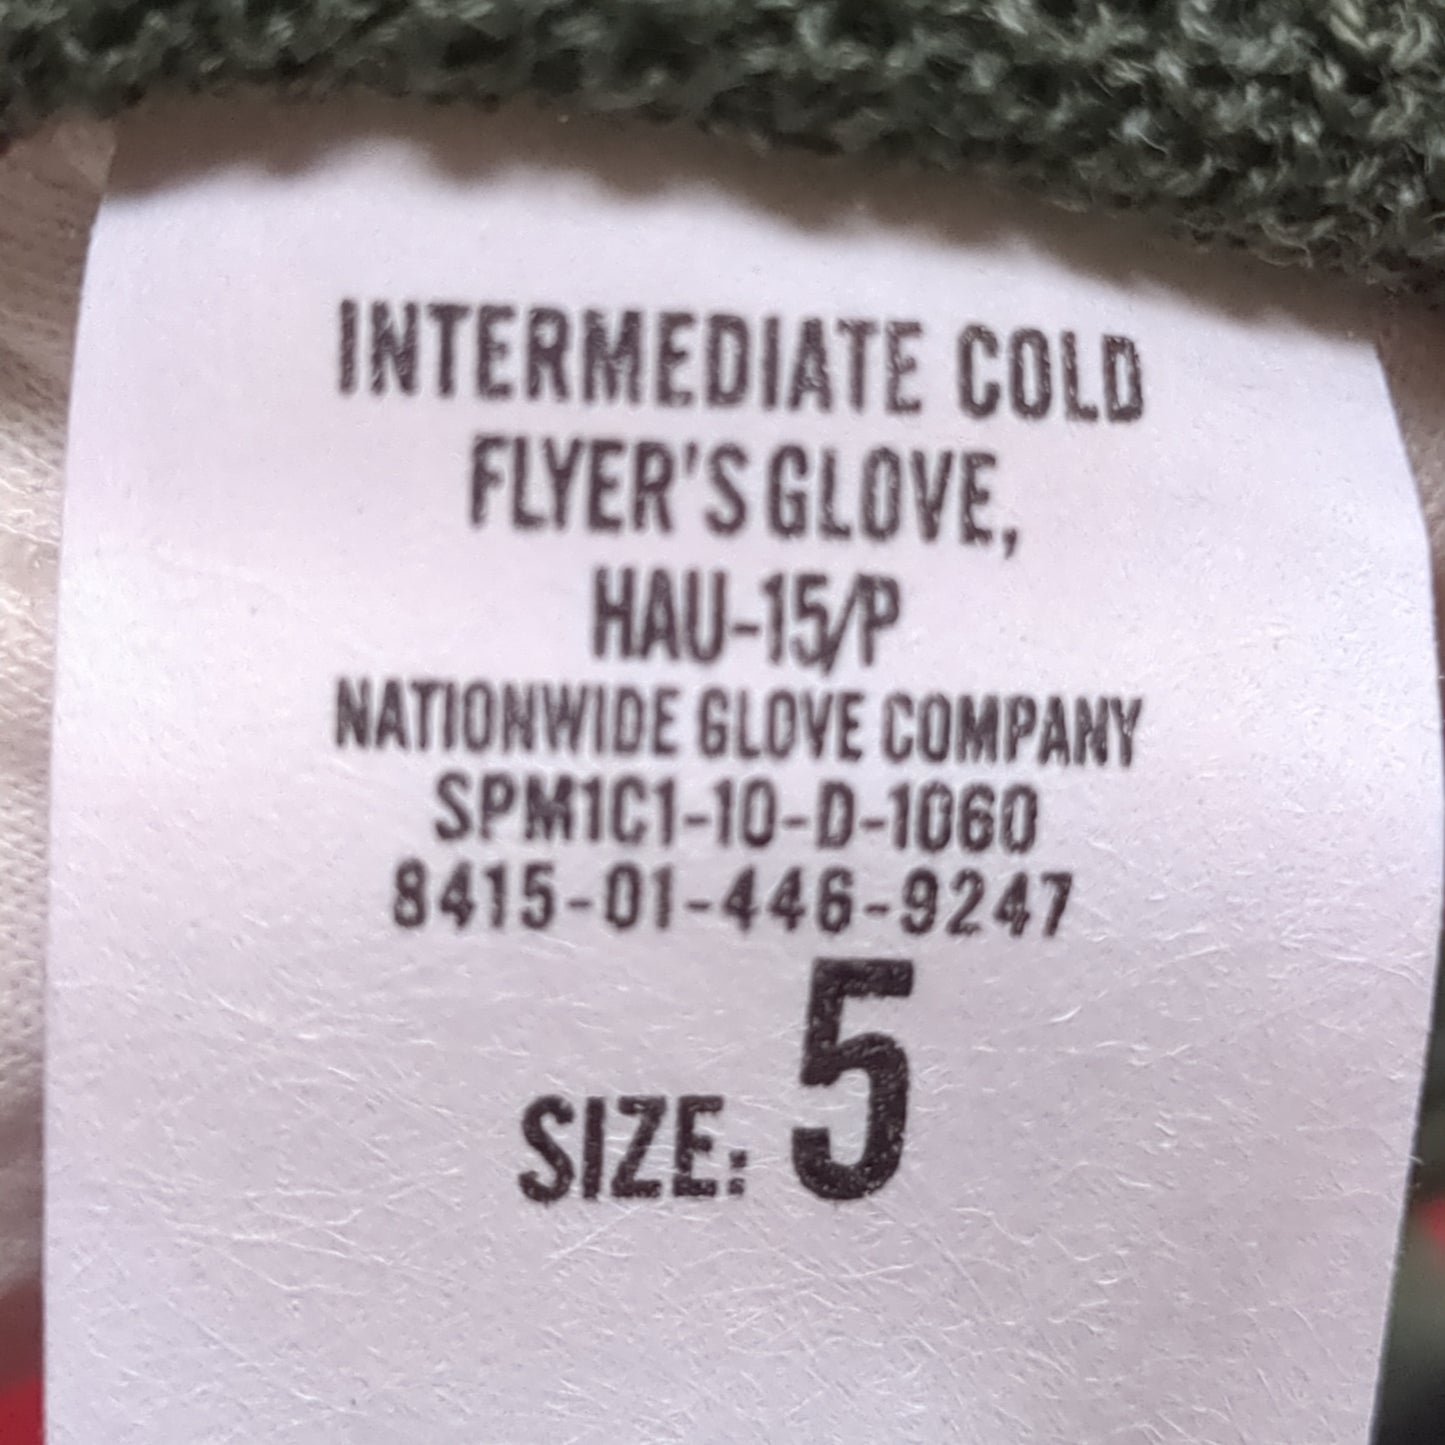 INTERMEDIATE COLD
FLYER'S GLOVE,
HAU-15/P
NATIONWIDE GLOVE COMPANY
SPM1C1-10-D-1060
8415-01-446-9247
SIZE: 5